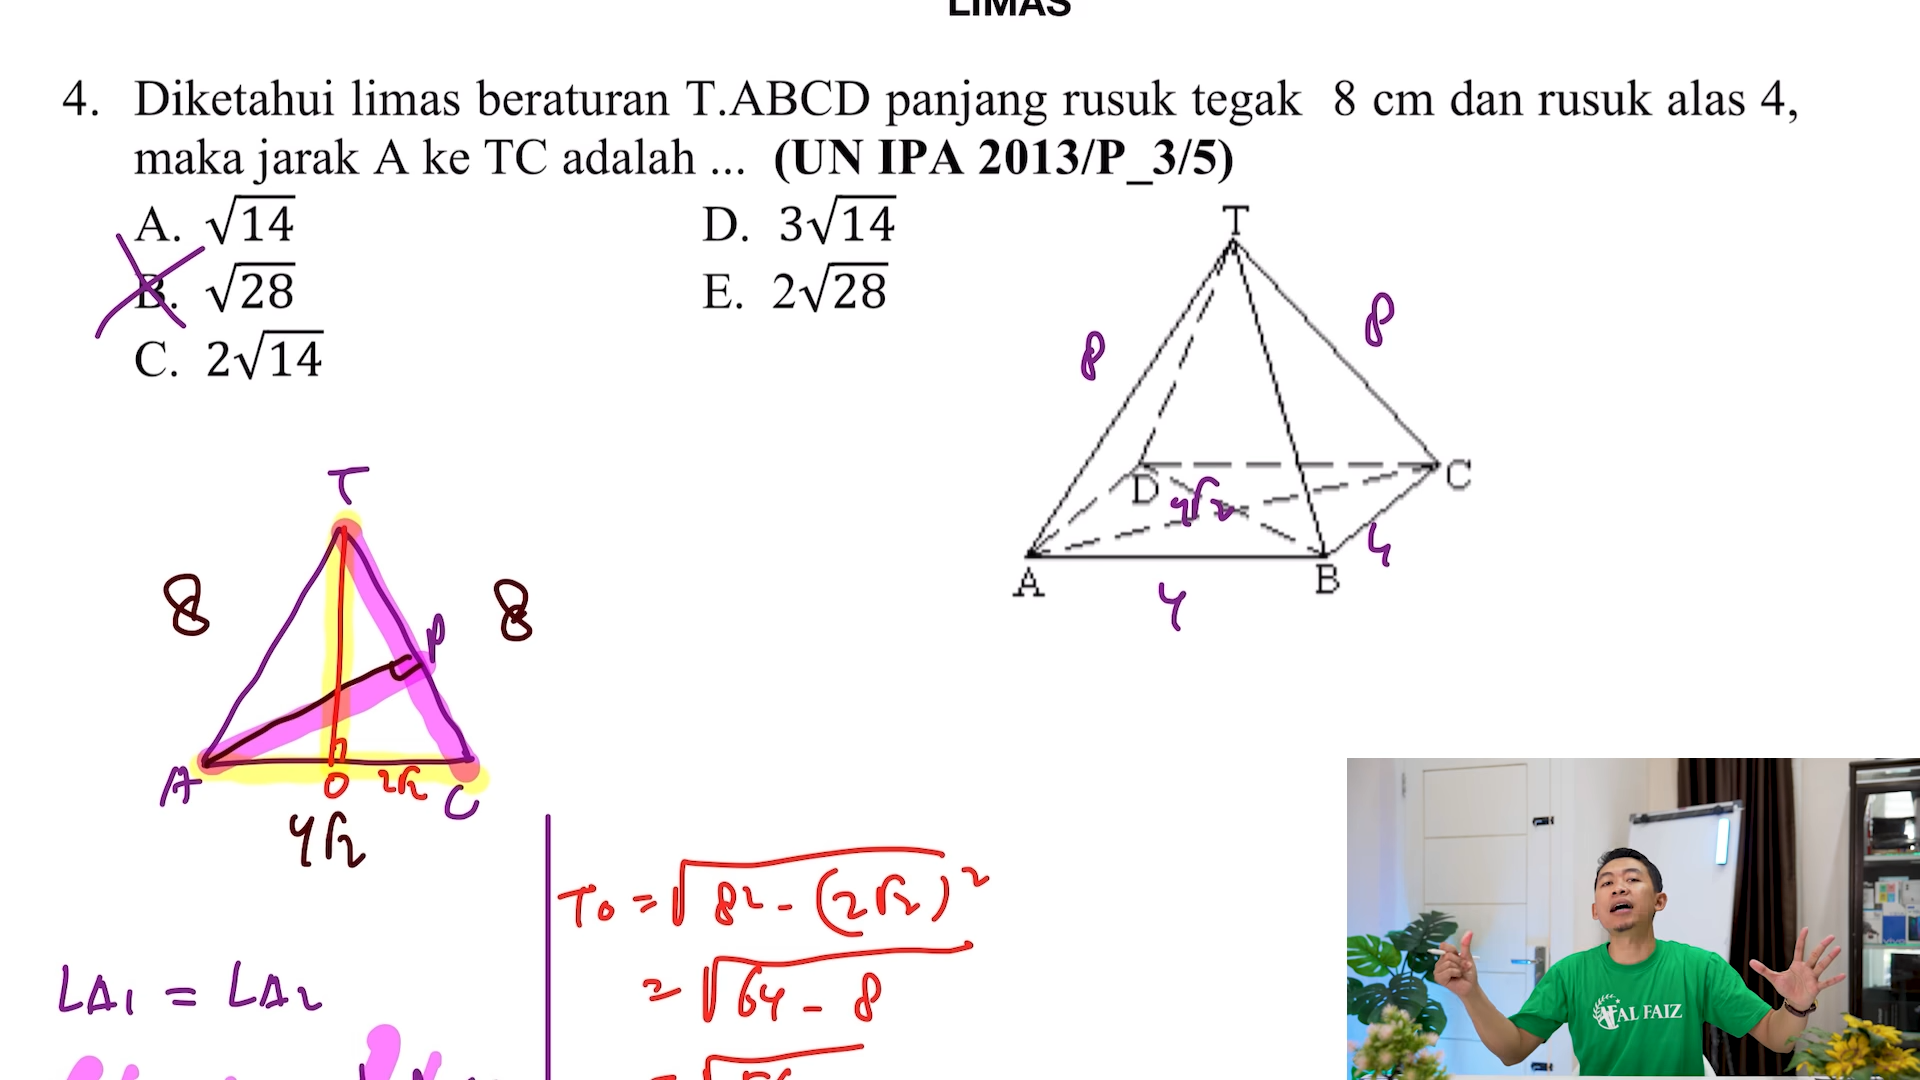 LIMAS
4. Diketahui limas beraturan T.ABCD panjang rusuk tegak 8 cm dan rusuk alas 4,
maka jarak A ke TC adalah ... (UN IPA 2013/P_3/5)
A. √14
D. 3√14
B. √28
E. 2√28
C. 2√14
T
8
8
D
4√2
C
4
A
B
4
T
8
8
P
A
O
2√2
C
4√2
TO = √8² - (2√2)²
= √64 - 8
L△1 = L△2
AL FAIZ